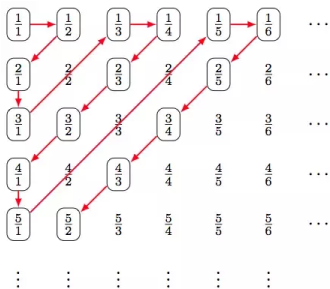 1/1 1/2 1/3 1/4 1/5 1/6 ⋯
2/1 2/2 2/3 2/4 2/5 2/6 ⋯
3/1 3/2 3/3 3/4 3/5 3/6 ⋯
4/1 4/2 4/3 4/4 4/5 4/6 ⋯
5/1 5/2 5/3 5/4 5/5 5/6 ⋯
⋮ ⋮ ⋮ ⋮ ⋮ ⋮